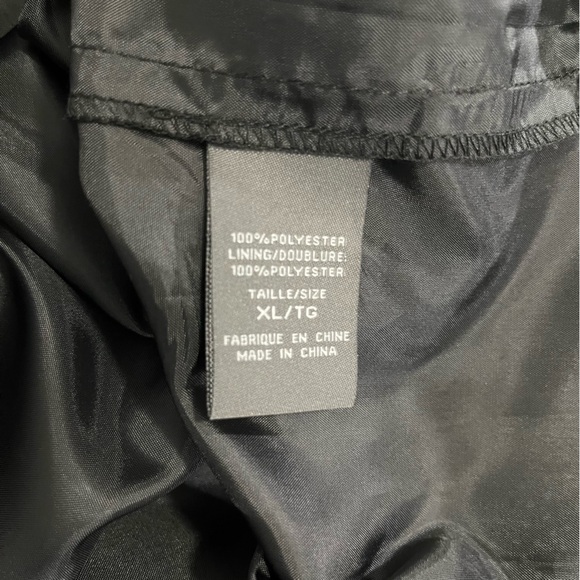 100%POLYESTER
LINING/DOUBLURE:
100%POLYESTER
TAILLE/SIZE
XL/TG
FABRIQUE EN CHINE
MADE IN CHINA